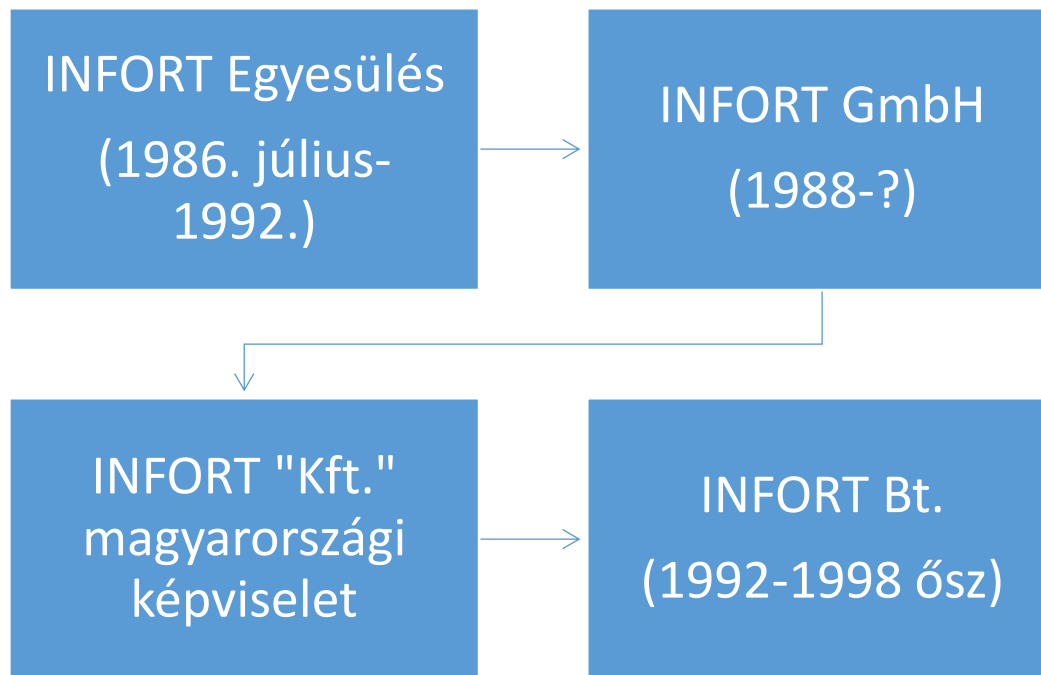 INFORT Egyesülés
(1986. július-
1992.)
INFORT GmbH
(1988-?)
INFORT "Kft."
magyarországi
képviselet
INFORT Bt.
(1992-1998 ősz)